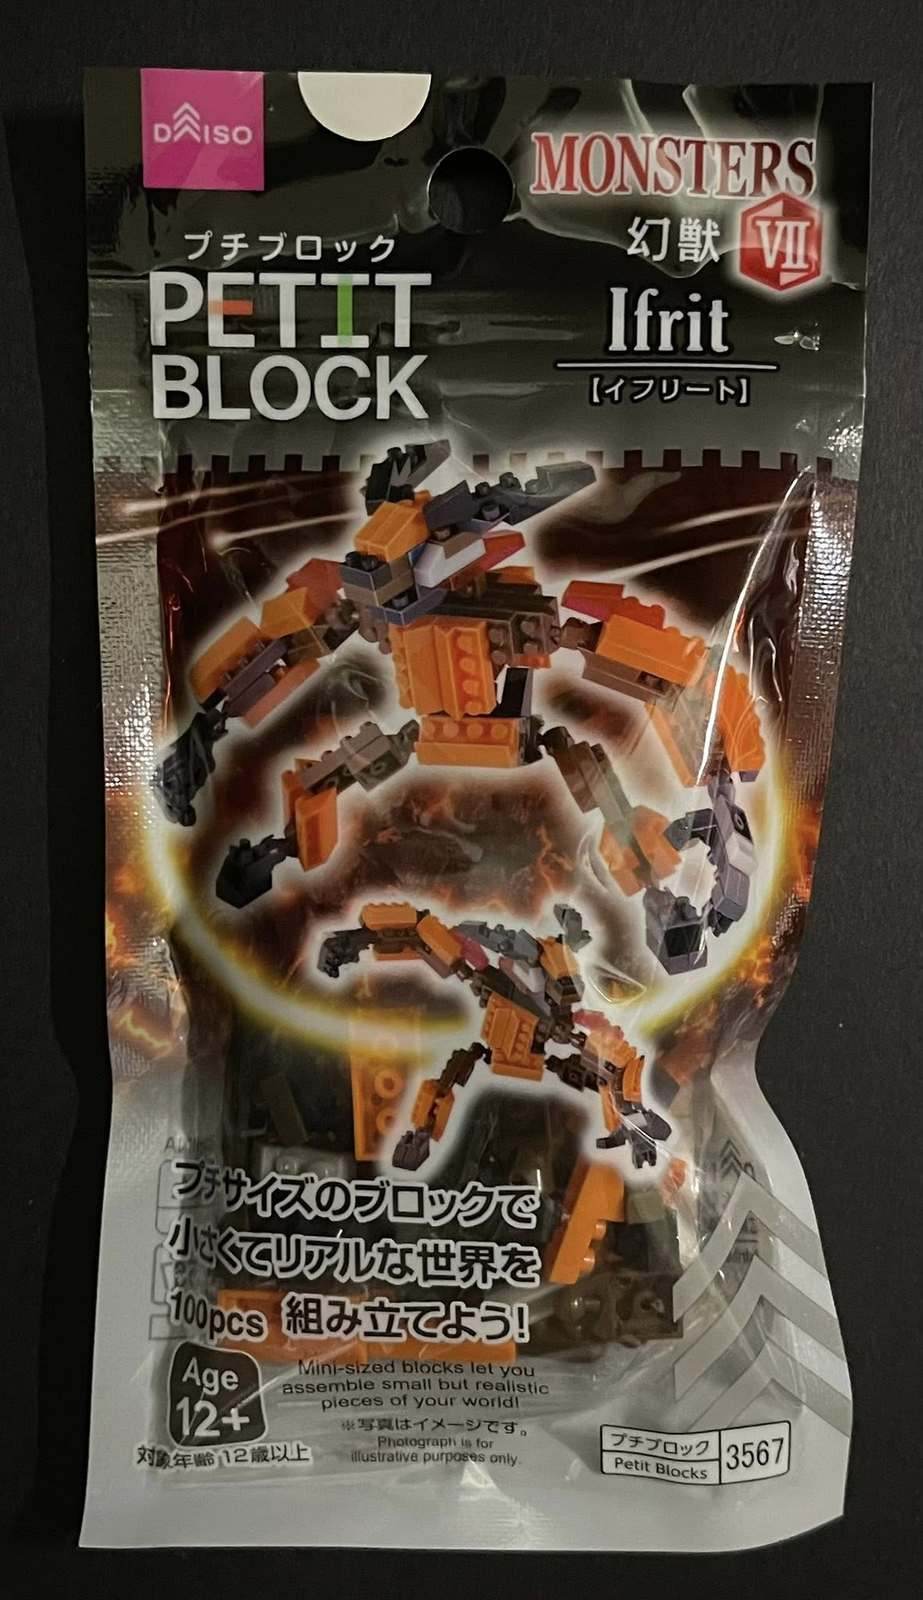 DAISO
プチブロック
PETIT
BLOCK
MONSTERS
幻獣
VII
Ifrit
【イフリート】
プチサイズのブロックで
小さくてリアルな世界を
100pcs 組み立てよう!
Age
12+
対象年齢 12歳以上
Mini-sized blocks let you
assemble small but realistic
pieces of your world!
※写真はイメージです。
Photograph is for
illustrative purposes only.
プチブロック
Petit Blocks
3567